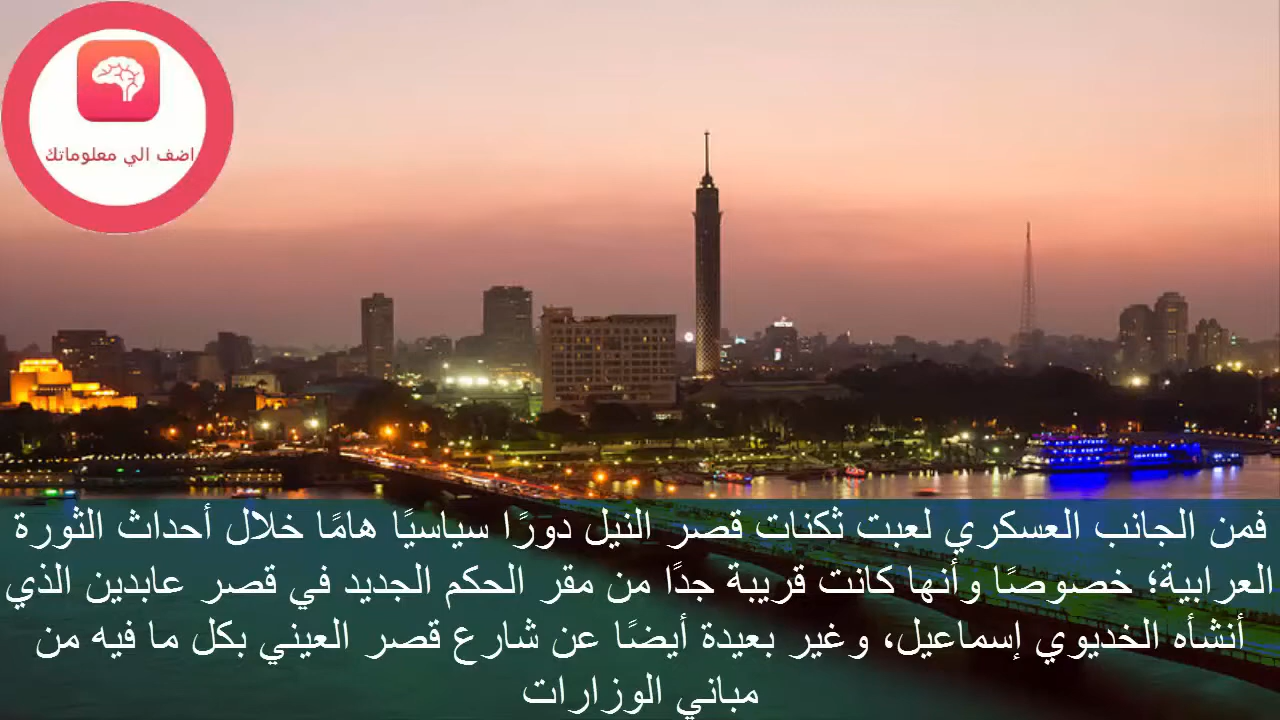 اضف الي معلوماتك
فمن الجانب العسكري لعبت ثكنات قصر النيل دورًا سياسيًا هامًا خلال أحداث الثورة
العرابية؛ خصوصًا وأنها كانت قريبة جدًا من مقر الحكم الجديد في قصر عابدين الذي
أنشأه الخديوي إسماعيل، وغير بعيدة أيضًا عن شارع قصر العيني بكل ما فيه من
مباني الوزارات